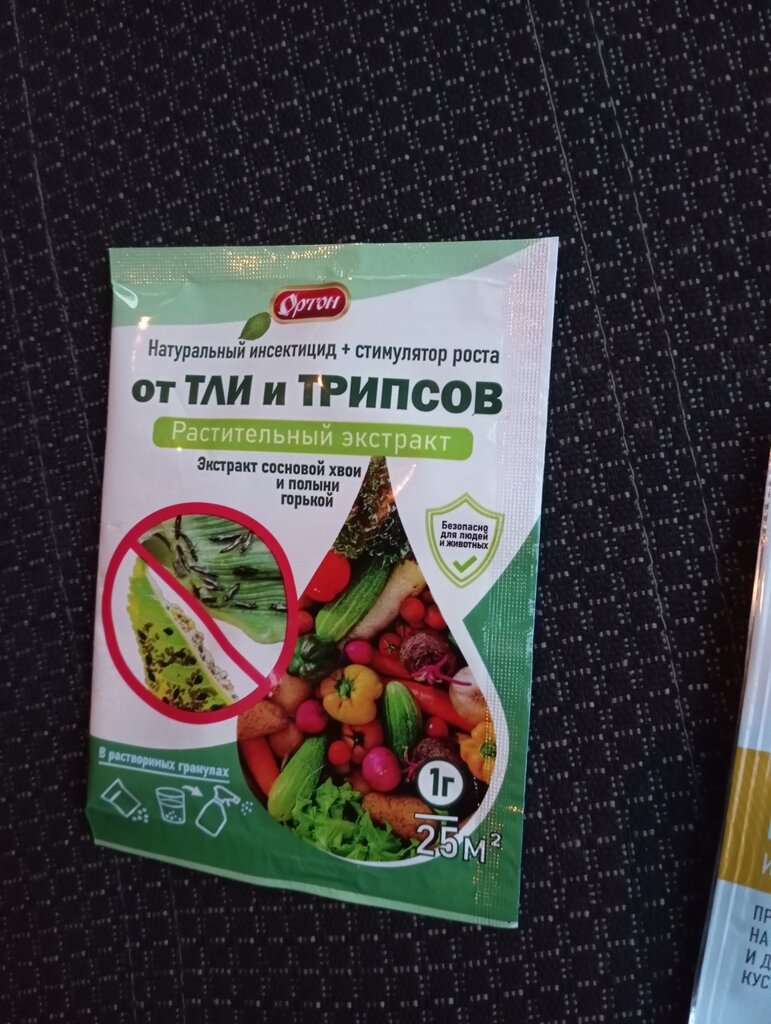 Ортон
Натуральный инсектицид + стимулятор роста
от ТЛИ и ТРИПСОВ
Растительный экстракт
Экстракт сосновой хвои
и полыни
горькой
Безопасно
для людей
и животных
В растворимых гранулах
1г
25м²
НА